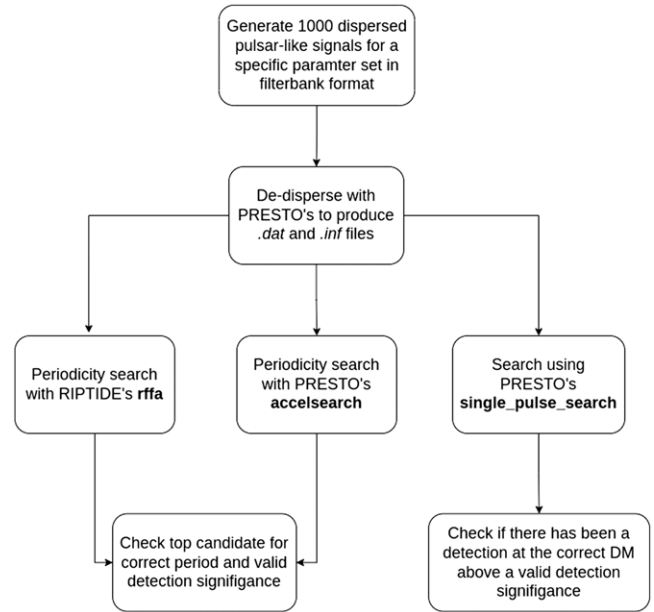 Generate 1000 dispersed
pulsar-like signals for a
specific paramter set in
filterbank format
De-disperse with
PRESTO's to produce
.dat and .inf files
Periodicity search
with RIPTIDE's rffa
Periodicity search
with PRESTO's
accelsearch
Search using
PRESTO's
single_pulse_search
Check top candidate for
correct period and valid
detection signifigance
Check if there has been a
detection at the correct DM
above a valid detection
signifigance